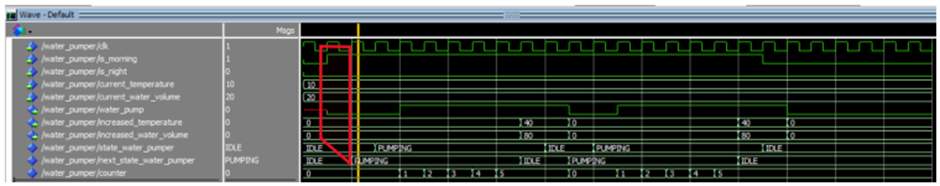 Wave - Default
Msgs
/water_pumper/clk 1
/water_pumper/is_morning 1
/water_pumper/is_night 0
/water_pumper/current_temperature 10 10
/water_pumper/current_water_volume 20 20
/water_pumper/water_pump 0
/water_pumper/increased_temperature 0 0 40 0 40 0
/water_pumper/increased_water_volume 0 0 80 0 80 0
/water_pumper/state_water_pumper IDLE IDLE PUMPING IDLE PUMPING IDLE
/water_pumper/next_state_water_pumper PUMPING IDLE PUMPING IDLE PUMPING IDLE
/water_pumper/counter 0 0 1 2 3 4 5 0 1 2 3 4 5